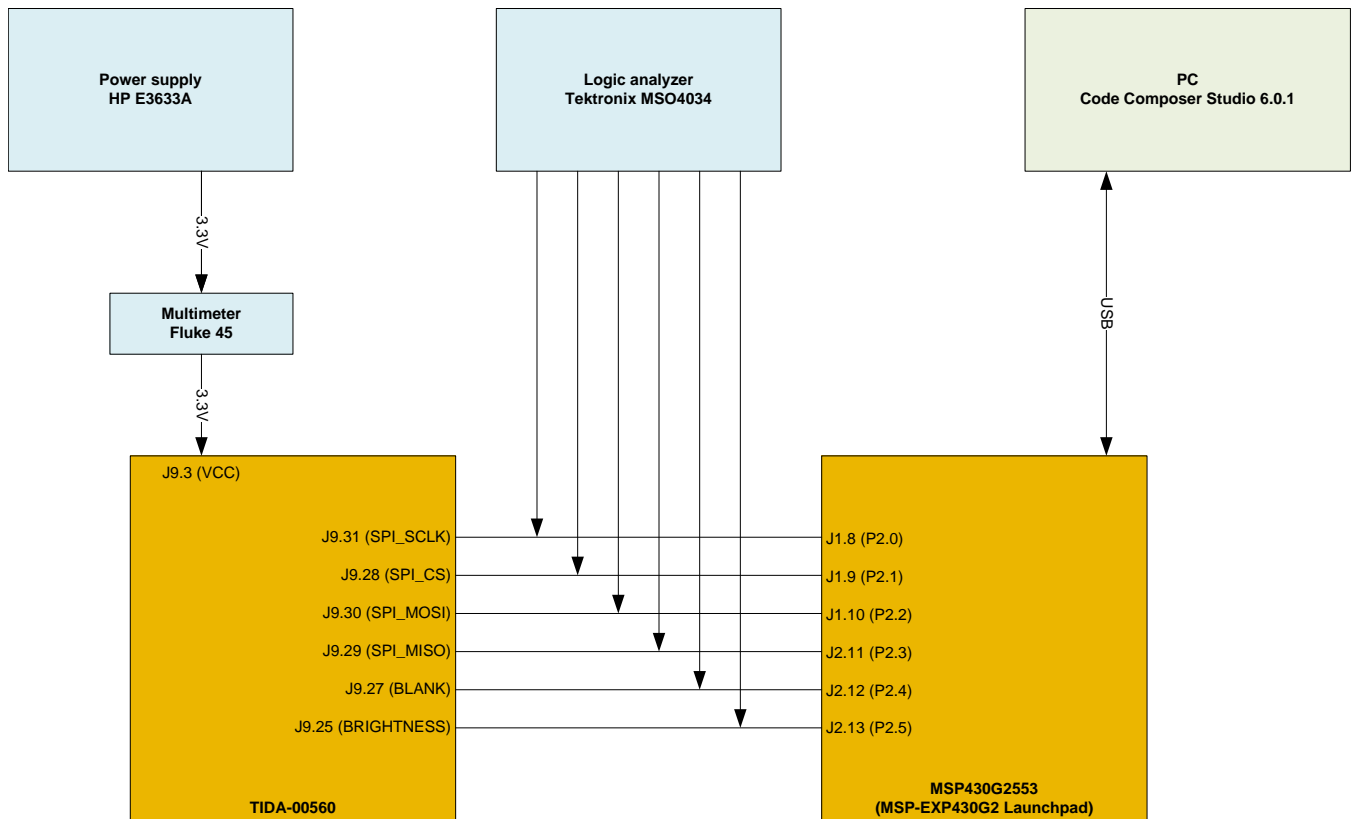 Power supply
HP E3633A
Logic analyzer
Tektronix MSO4034
PC
Code Composer Studio 6.0.1
3.3V
Multimeter
Fluke 45
USB
3.3V
J9.3 (VCC)
J9.31 (SPI_SCLK)
J1.8 (P2.0)
J9.28 (SPI_CS)
J1.9 (P2.1)
J9.30 (SPI_MOSI)
J1.10 (P2.2)
J9.29 (SPI_MISO)
J2.11 (P2.3)
J9.27 (BLANK)
J2.12 (P2.4)
J9.25 (BRIGHTNESS)
J2.13 (P2.5)
TIDA-00560
MSP430G2553
(MSP-EXP430G2 Launchpad)